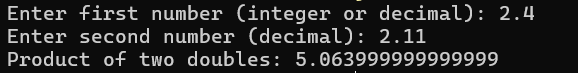 Enter first number (integer or decimal): 2.4
Enter second number (decimal): 2.11
Product of two doubles: 5.063999999999999